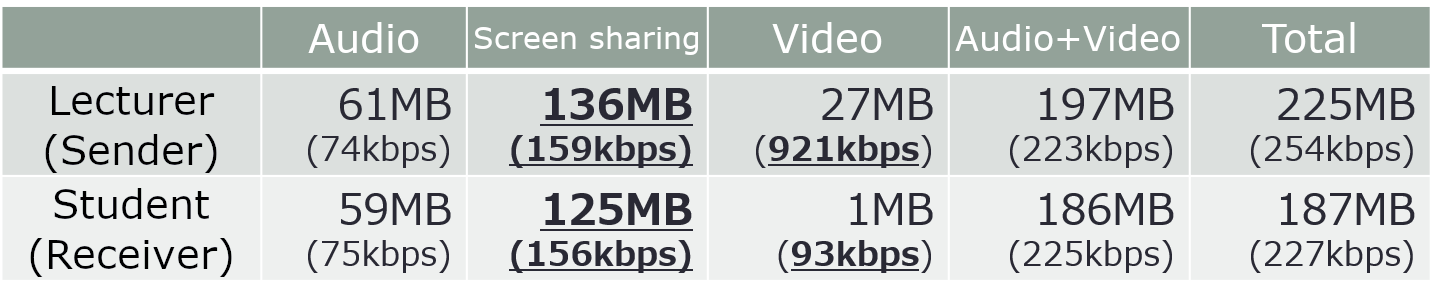 Audio Screen sharing Video Audio+Video Total
Lecturer 61MB 136MB 27MB 197MB 225MB
(Sender) (74kbps) (159kbps) (921kbps) (223kbps) (254kbps)
Student 59MB 125MB 1MB 186MB 187MB
(Receiver) (75kbps) (156kbps) (93kbps) (225kbps) (227kbps)